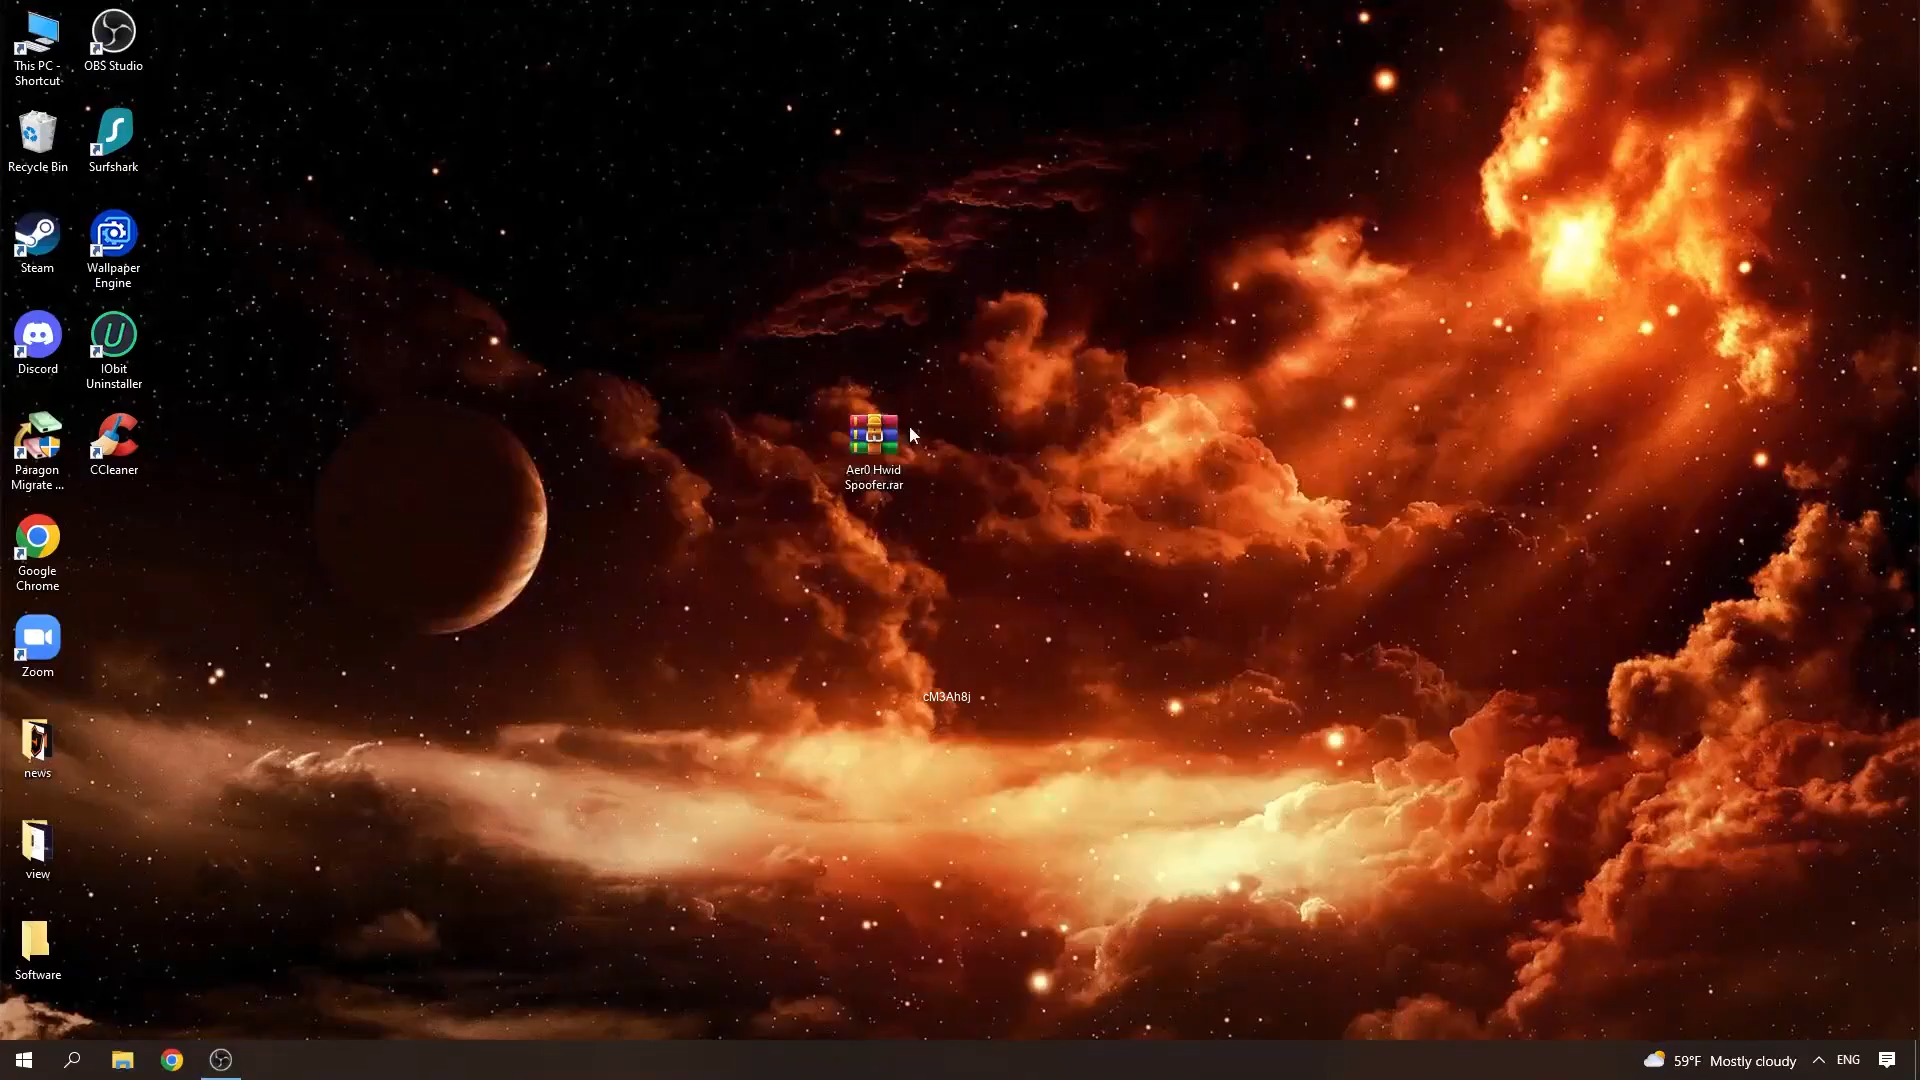 This PC -
Shortcut
OBS Studio
Recycle Bin
Surfshark
Steam
Wallpaper
Engine
Discord
IObit
Uninstaller
Paragon
Migrate ...
CCleaner
Aer0 Hwid
Spoofer.rar
Google
Chrome
Zoom
cM3Ah8j
news
view
Software
59°F Mostly cloudy
ENG